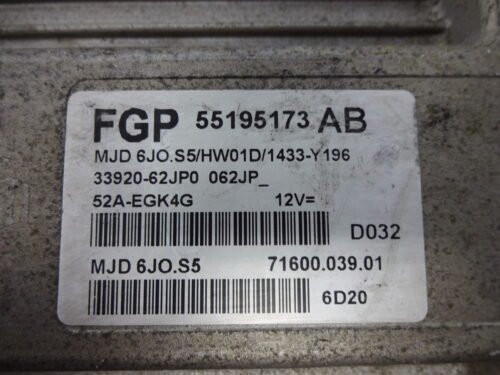 FGP 55195173 AB
MJD 6JO.S5/HW01D/1433-Y196
33920-62JP0 062JP_
52A-EGK4G 12V=
D032
MJD 6JO.S5 71600.039.01
6D20